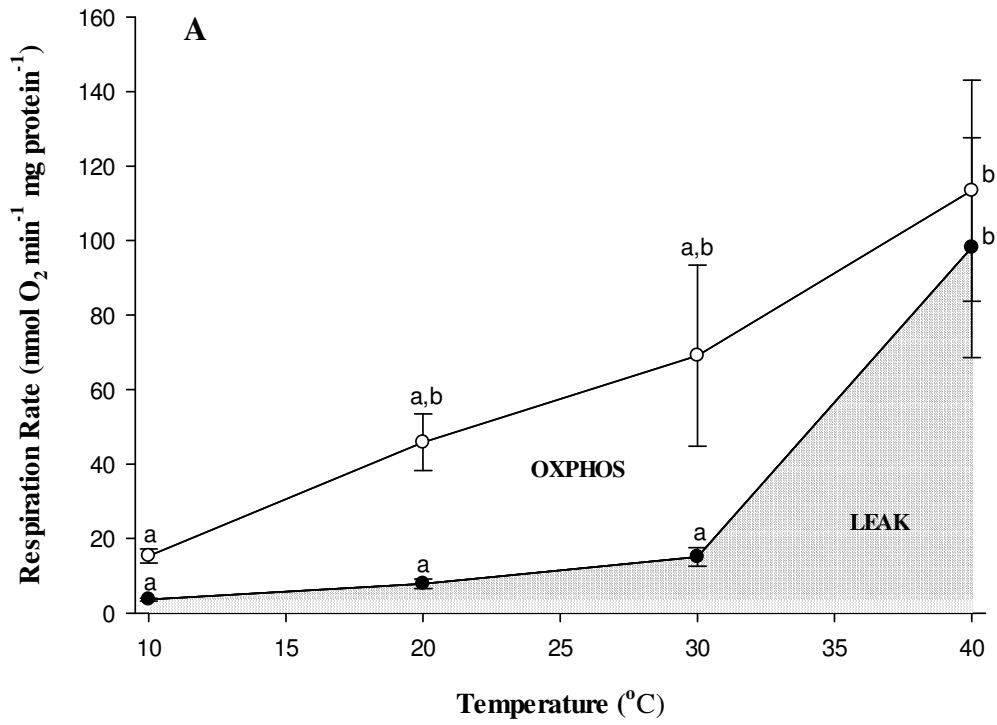 A
160
140
120
100
80
60
40
20
0
Respiration Rate (nmol O₂ min⁻¹ mg protein⁻¹)
a
a
a,b
a
a,b
a
b
b
OXPHOS
LEAK
10 15 20 25 30 35 40
Temperature (°C)